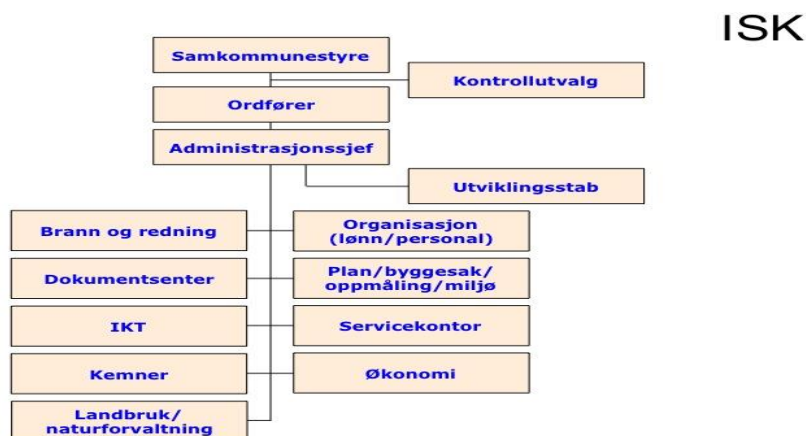 ISK
Samkommunestyre
Kontrollutvalg
Ordfører
Administrasjonssjef
Utviklingsstab
Brann og redning
Organisasjon
(lønn/personal)
Dokumentsenter
Plan/byggesak/
oppmåling/miljø
IKT
Servicekontor
Kemner
Økonomi
Landbruk/
naturforvaltning